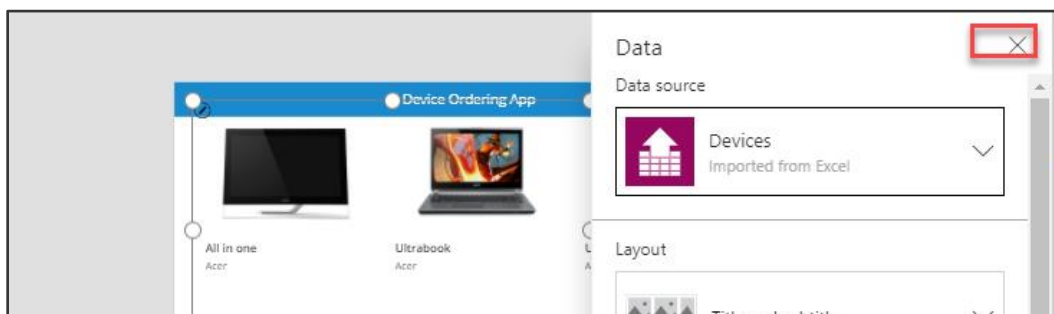 Data
Data source
Device Ordering App
Devices
Imported from Excel
All in one
Acer
Ultrabook
Acer
Layout